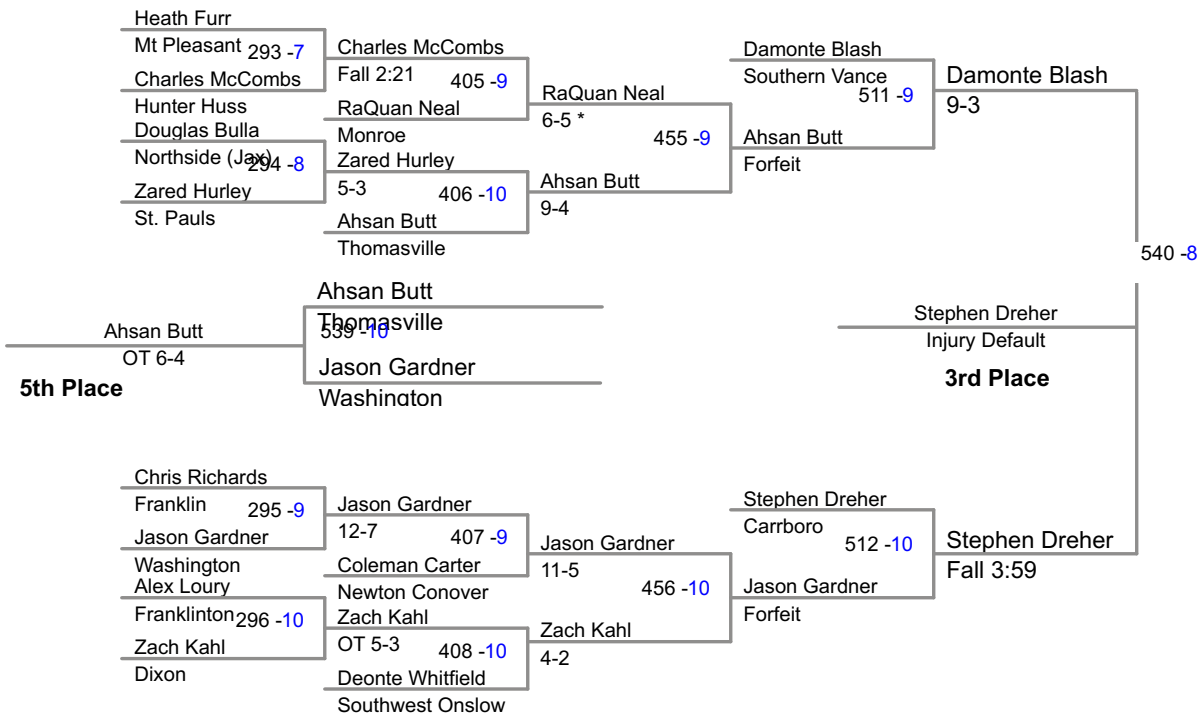 Heath Furr
Mt Pleasant 293 -7
Charles McCombs
Hunter Huss
Douglas Bulla
Northside (Jax) 294 -8
Zared Hurley
St. Pauls
Charles McCombs
Fall 2:21 405 -9
RaQuan Neal
Monroe
Zared Hurley
5-3 406 -10
Ahsan Butt
Thomasville
RaQuan Neal
6-5 * 455 -9
Ahsan Butt
9-4
Damonte Blash
Southern Vance
511 -9
Ahsan Butt
Forfeit
Damonte Blash
9-3
540 -8
Ahsan Butt
Thomasville
539 -10
Jason Gardner
Washington
Ahsan Butt
OT 6-4
5th Place
Stephen Dreher
Injury Default
3rd Place
Chris Richards
Franklin 295 -9
Jason Gardner
Washington
Alex Loury
Franklinton 296 -10
Zach Kahl
Dixon
Jason Gardner
12-7 407 -9
Coleman Carter
Newton Conover
Zach Kahl
OT 5-3 408 -10
Deonte Whitfield
Southwest Onslow
Jason Gardner
11-5 456 -10
Zach Kahl
4-2
Stephen Dreher
Carrboro
512 -10
Jason Gardner
Forfeit
Stephen Dreher
Fall 3:59